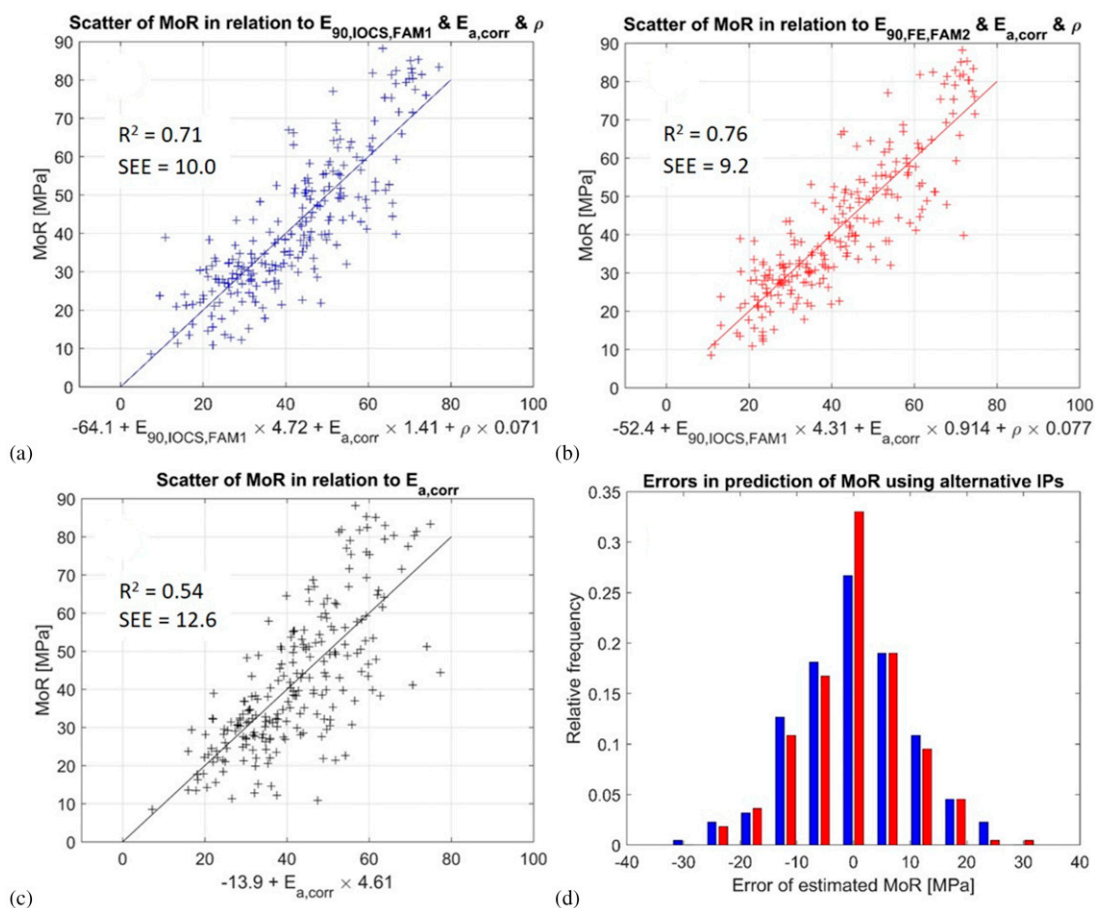 Scatter of MoR in relation to E90,IOCS,FAM1 & Ea,corr & ρ
90
80
70
60
50
40
30
20
10
0
MoR [MPa]
R² = 0.71
SEE = 10.0
0 20 40 60 80 100
-64.1 + E90,IOCS,FAM1 × 4.72 + Ea,corr × 1.41 + ρ × 0.071
(a)
Scatter of MoR in relation to E90,FE,FAM2 & Ea,corr & ρ
90
80
70
60
50
40
30
20
10
0
MoR [MPa]
R² = 0.76
SEE = 9.2
0 20 40 60 80 100
-52.4 + E90,IOCS,FAM1 × 4.31 + Ea,corr × 0.914 + ρ × 0.077
(b)
Scatter of MoR in relation to Ea,corr
90
80
70
60
50
40
30
20
10
0
MoR [MPa]
R² = 0.54
SEE = 12.6
0 20 40 60 80 100
-13.9 + Ea,corr × 4.61
(c)
Errors in prediction of MoR using alternative IPs
0.35
0.3
0.25
0.2
0.15
0.1
0.05
0
Relative frequency
-40 -30 -20 -10 0 10 20 30 40
Error of estimated MoR [MPa]
(d)